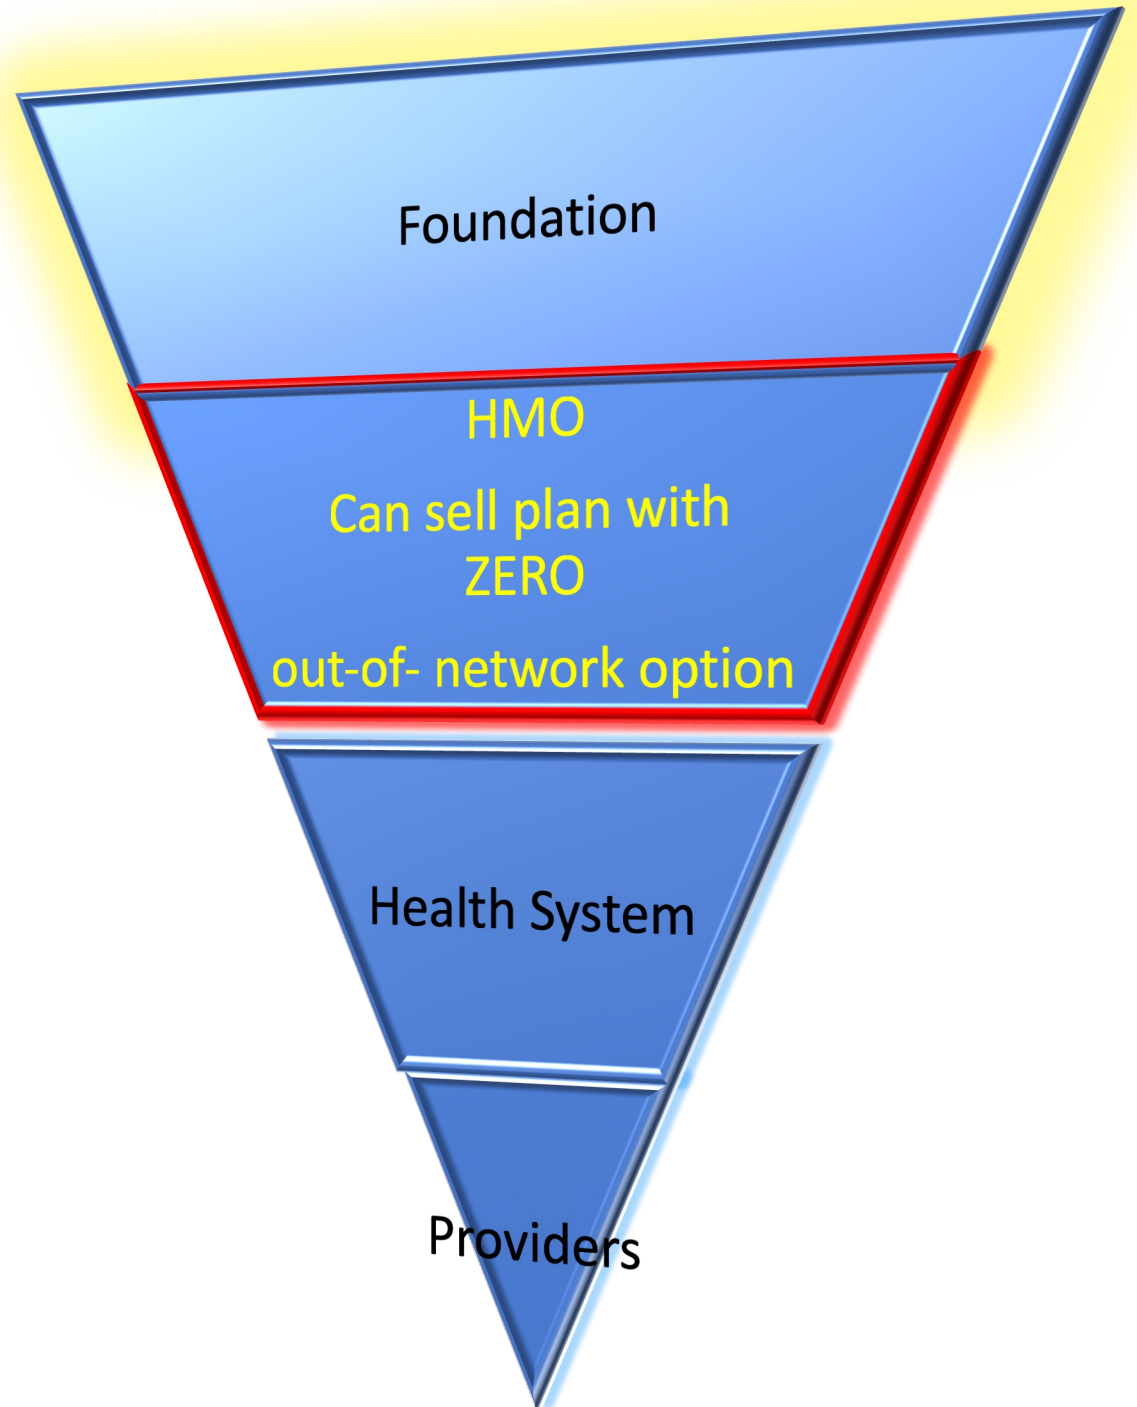 Foundation
HMO
Can sell plan with
ZERO
out-of- network option
Health System
Providers